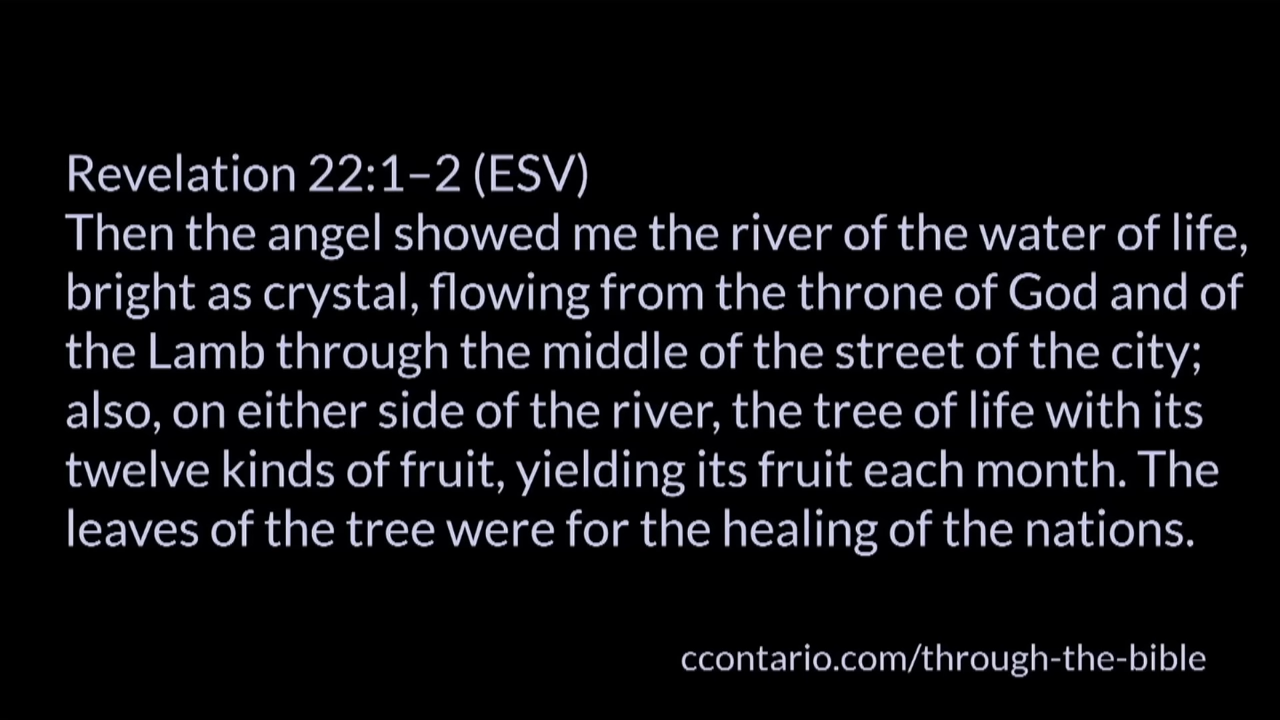 Revelation 22:1–2 (ESV)
Then the angel showed me the river of the water of life,
bright as crystal, flowing from the throne of God and of
the Lamb through the middle of the street of the city;
also, on either side of the river, the tree of life with its
twelve kinds of fruit, yielding its fruit each month. The
leaves of the tree were for the healing of the nations.
ccontario.com/through-the-bible